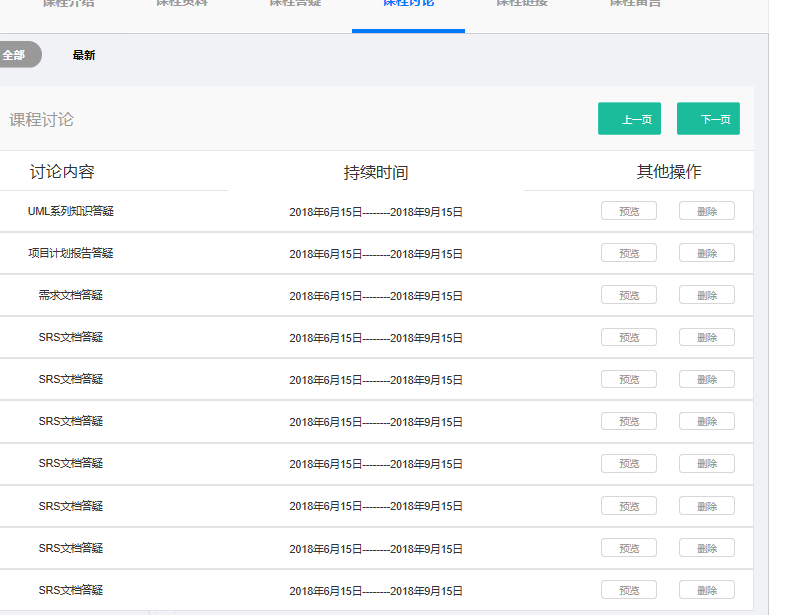 课程介绍 课程资料 课程答疑 课程讨论 课程链接 课程留言
全部 最新
课程讨论 上一页 下一页
讨论内容 持续时间 其他操作
UML系列知识答疑 2018年6月15日--------2018年9月15日 预览 删除
项目计划报告答疑 2018年6月15日--------2018年9月15日 预览 删除
需求文档答疑 2018年6月15日--------2018年9月15日 预览 删除
SRS文档答疑 2018年6月15日--------2018年9月15日 预览 删除
SRS文档答疑 2018年6月15日--------2018年9月15日 预览 删除
SRS文档答疑 2018年6月15日--------2018年9月15日 预览 删除
SRS文档答疑 2018年6月15日--------2018年9月15日 预览 删除
SRS文档答疑 2018年6月15日--------2018年9月15日 预览 删除
SRS文档答疑 2018年6月15日--------2018年9月15日 预览 删除
SRS文档答疑 2018年6月15日--------2018年9月15日 预览 删除